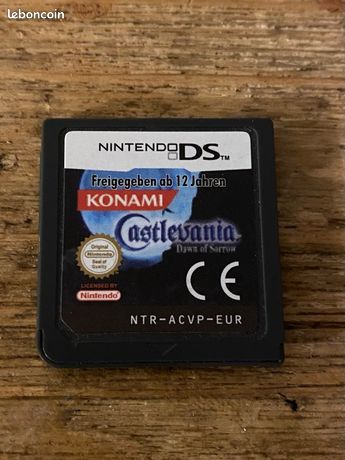 leboncoin
NINTENDO DS™
Freigegeben ab 12 Jahren
KONAMI
Castlevania
Dawn of Sorrow
Original
Nintendo
Seal of
Quality
LICENSED BY
Nintendo
CE
NTR-ACVP-EUR